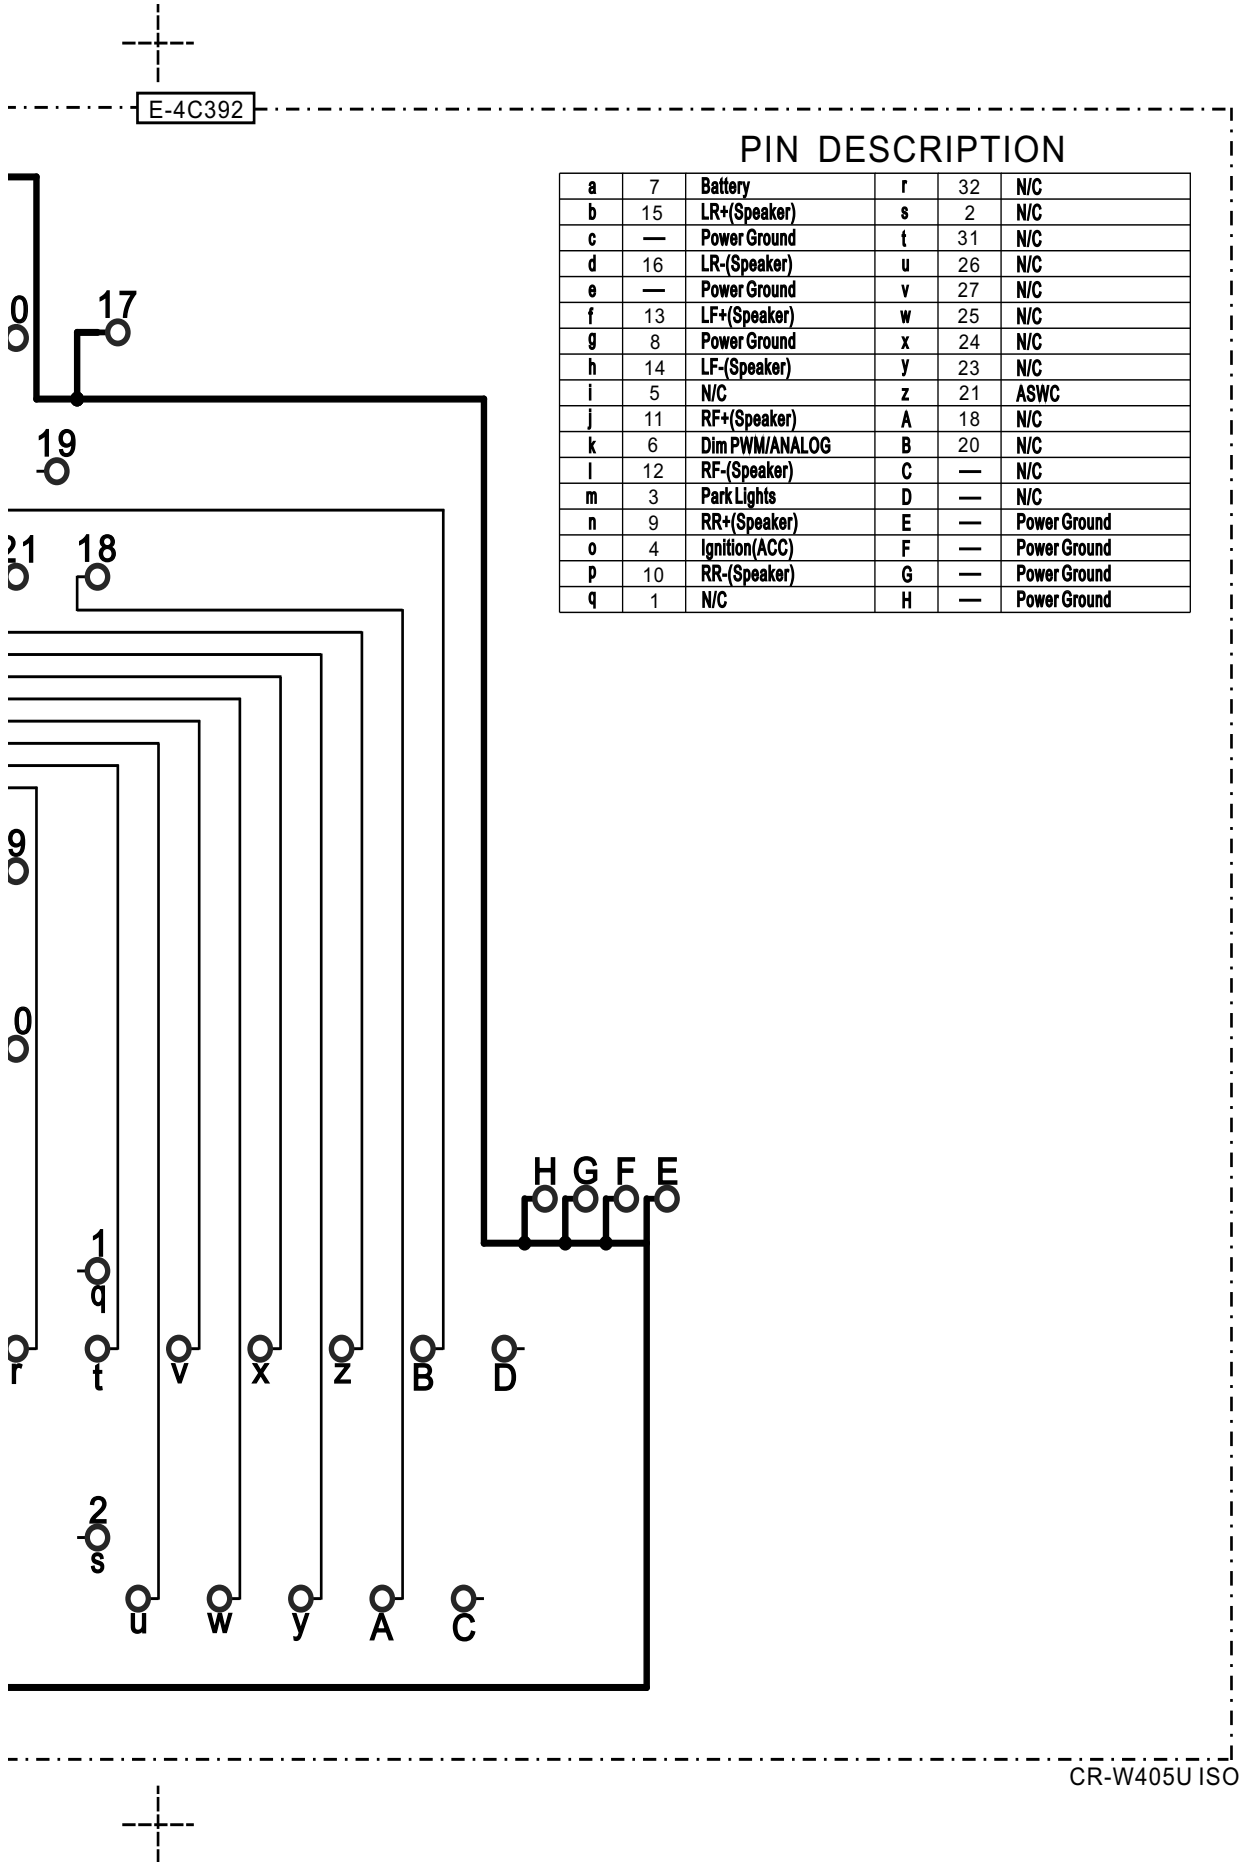 E-4C392
PIN DESCRIPTION
a 7 Battery r 32 N/C
b 15 LR+(Speaker) s 2 N/C
c — Power Ground t 31 N/C
d 16 LR-(Speaker) u 26 N/C
e — Power Ground v 27 N/C
f 13 LF+(Speaker) w 25 N/C
g 8 Power Ground x 24 N/C
h 14 LF-(Speaker) y 23 N/C
i 5 N/C z 21 ASWC
j 11 RF+(Speaker) A 18 N/C
k 6 Dim PWM/ANALOG B 20 N/C
l 12 RF-(Speaker) C — N/C
m 3 Park Lights D — N/C
n 9 RR+(Speaker) E — Power Ground
o 4 Ignition(ACC) F — Power Ground
p 10 RR-(Speaker) G — Power Ground
q 1 N/C H — Power Ground
0 17
19
21 18
9
0
H G F E
1
q
r t v x z B D
2
s
u w y A C
CR-W405U ISO